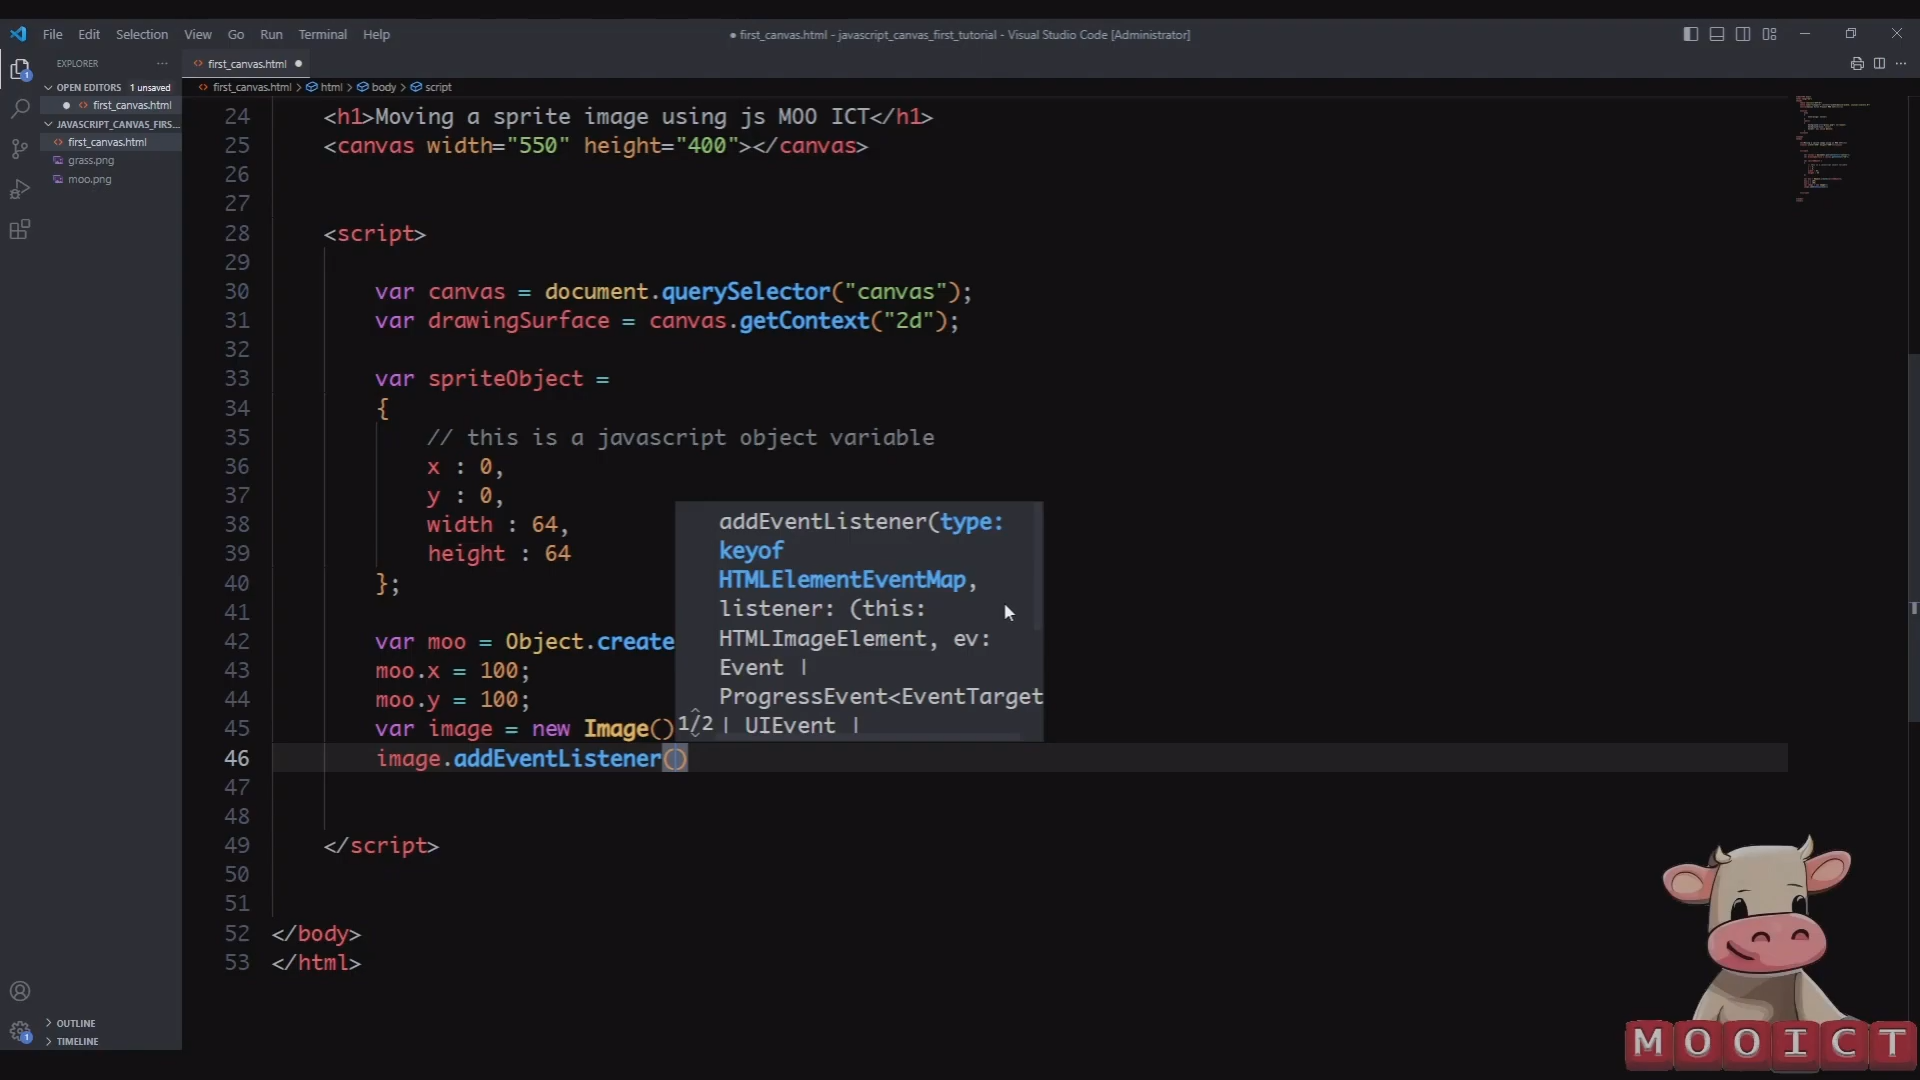 File Edit Selection View Go Run Terminal Help
● first_canvas.html - javascript_canvas_first_tutorial - Visual Studio Code [Administrator]
EXPLORER
OPEN EDITORS 1 unsaved
first_canvas.html
JAVASCRIPT_CANVAS_FIRS...
first_canvas.html
grass.png
moo.png
OUTLINE
TIMELINE
first_canvas.html
first_canvas.html > html > body > script
24 <h1>Moving a sprite image using js MOO ICT</h1>
25 <canvas width="550" height="400"></canvas>
26
27
28 <script>
29
30 var canvas = document.querySelector("canvas");
31 var drawingSurface = canvas.getContext("2d");
32
33 var spriteObject =
34 {
35 // this is a javascript object variable
36 x : 0,
37 y : 0,
38 width : 64,
39 height : 64
40 };
41
42 var moo = Object.create
43 moo.x = 100;
44 moo.y = 100;
45 var image = new Image()
46 image.addEventListener()
47
48
49 </script>
50
51
52 </body>
53 </html>
addEventListener(type:
keyof
HTMLElementEventMap,
listener: (this:
HTMLImageElement, ev:
Event |
ProgressEvent<EventTarget
1/2 | UIEvent |
1
1
MOOICT